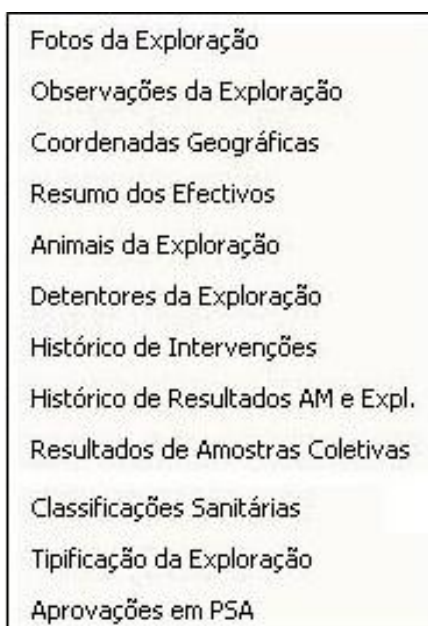 Fotos da Exploração
Observações da Exploração
Coordenadas Geográficas
Resumo dos Efectivos
Animais da Exploração
Detentores da Exploração
Histórico de Intervenções
Histórico de Resultados AM e Expl.
Resultados de Amostras Coletivas
Classificações Sanitárias
Tipificação da Exploração
Aprovações em PSA